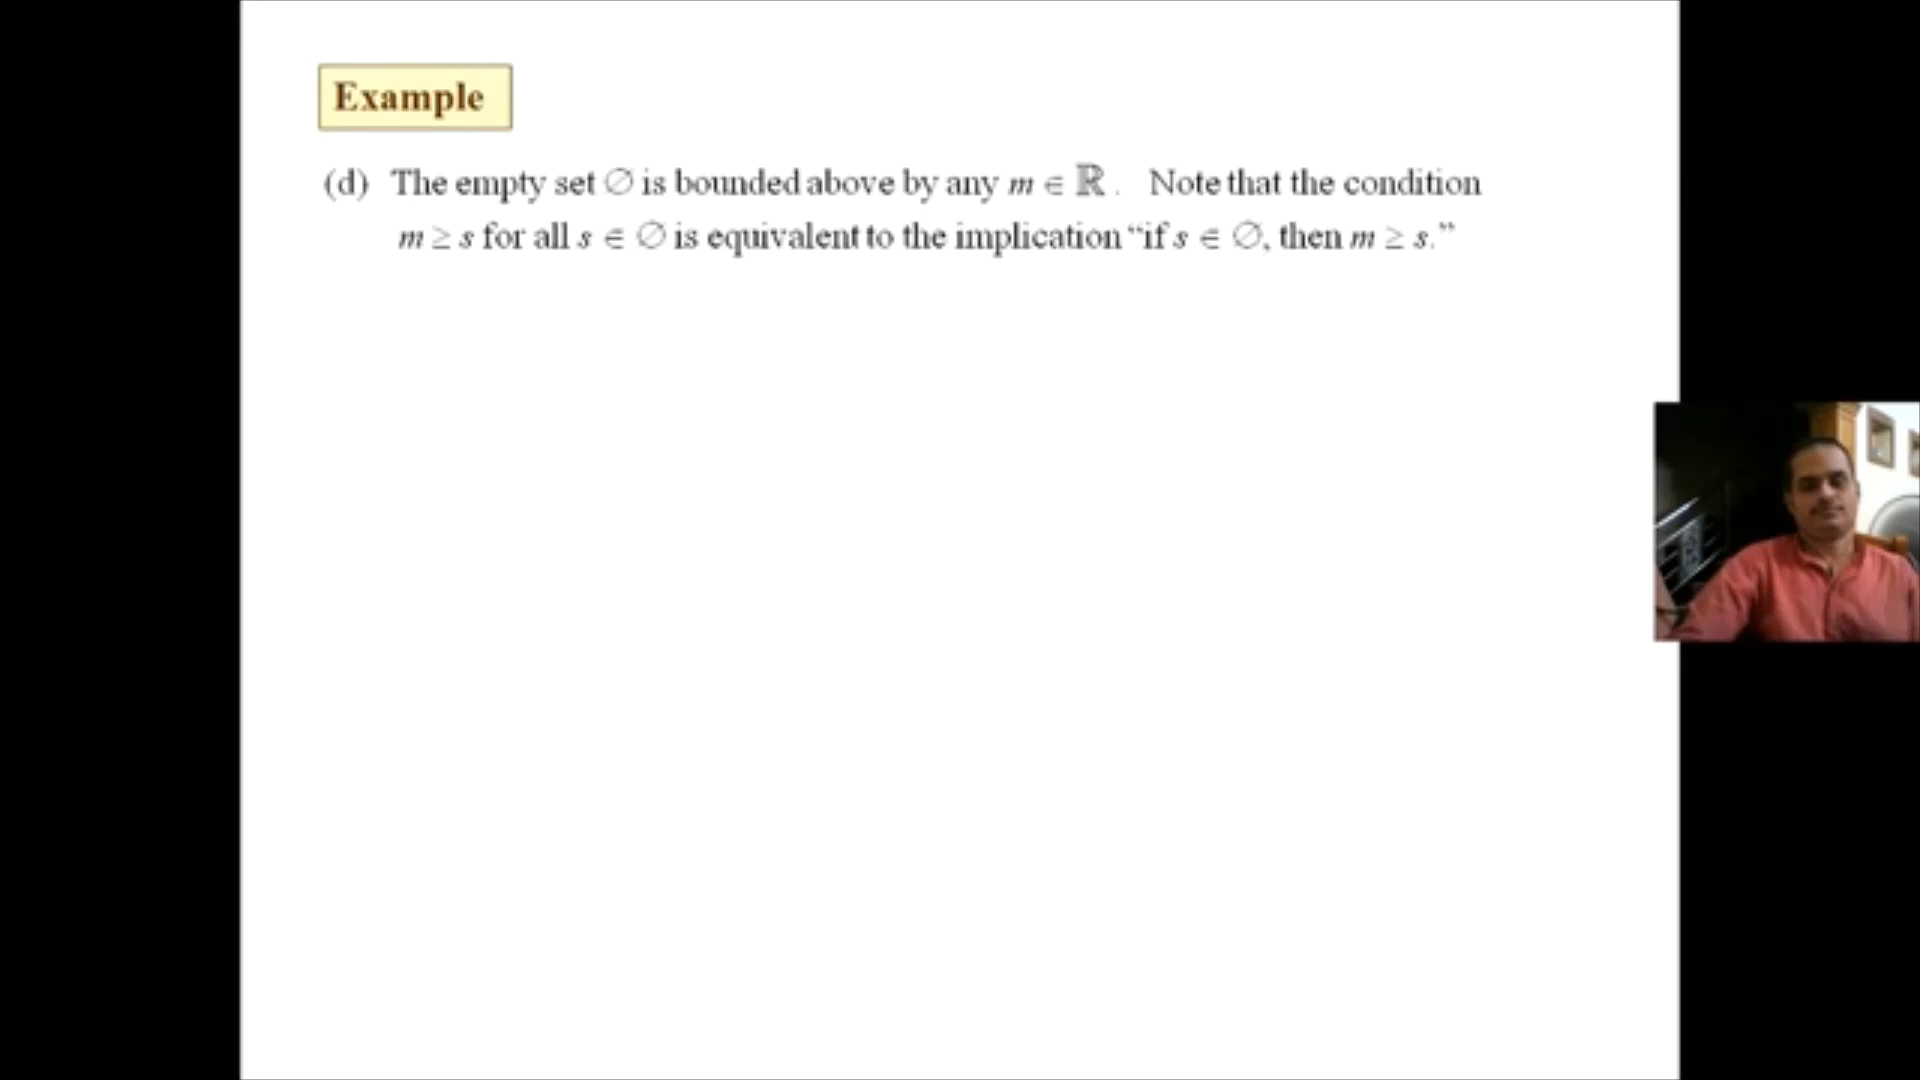 Example
(d) The empty set ∅ is bounded above by any m ∈ ℝ. Note that the condition
m ≥ s for all s ∈ ∅ is equivalent to the implication “if s ∈ ∅, then m ≥ s.”